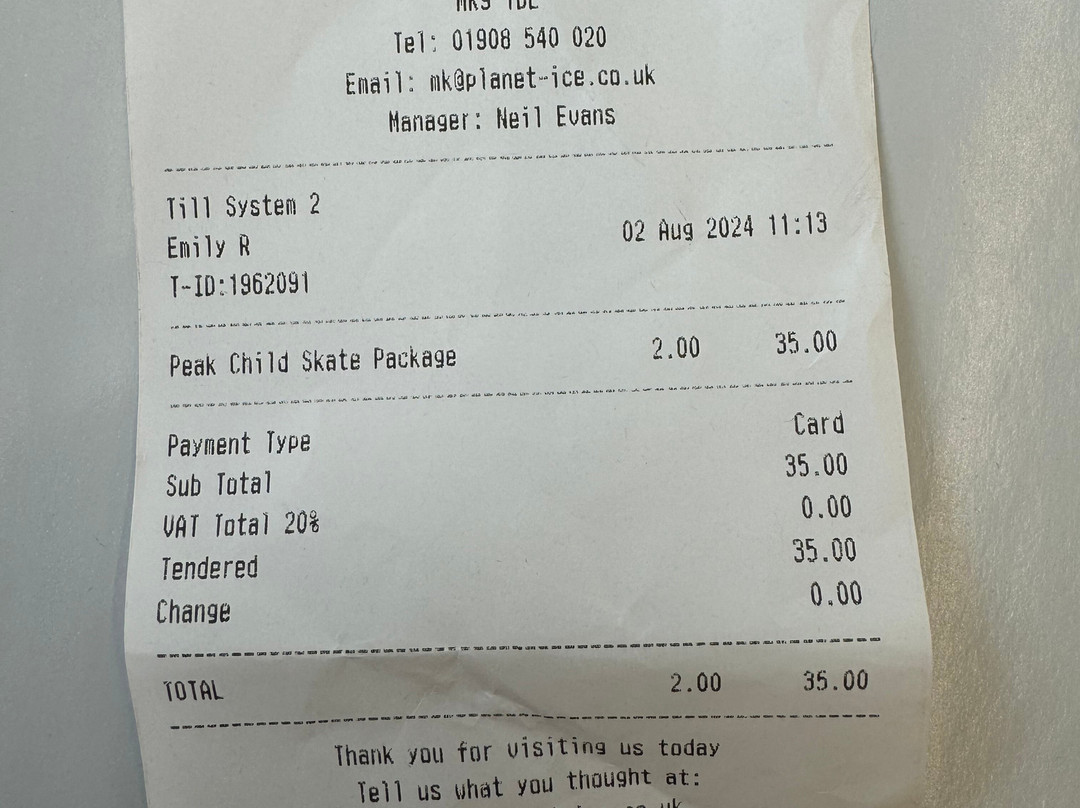 Tel: 01908 540 020
Email: mk@planet-ice.co.uk
Manager: Neil Evans
Till System 2
Emily R
02 Aug 2024 11:13
T-ID:1962091
Peak Child Skate Package 2.00 35.00
Payment Type Card
Sub Total 35.00
VAT Total 20% 0.00
Tendered 35.00
Change 0.00
TOTAL 2.00 35.00
Thank you for visiting us today
Tell us what you thought at: